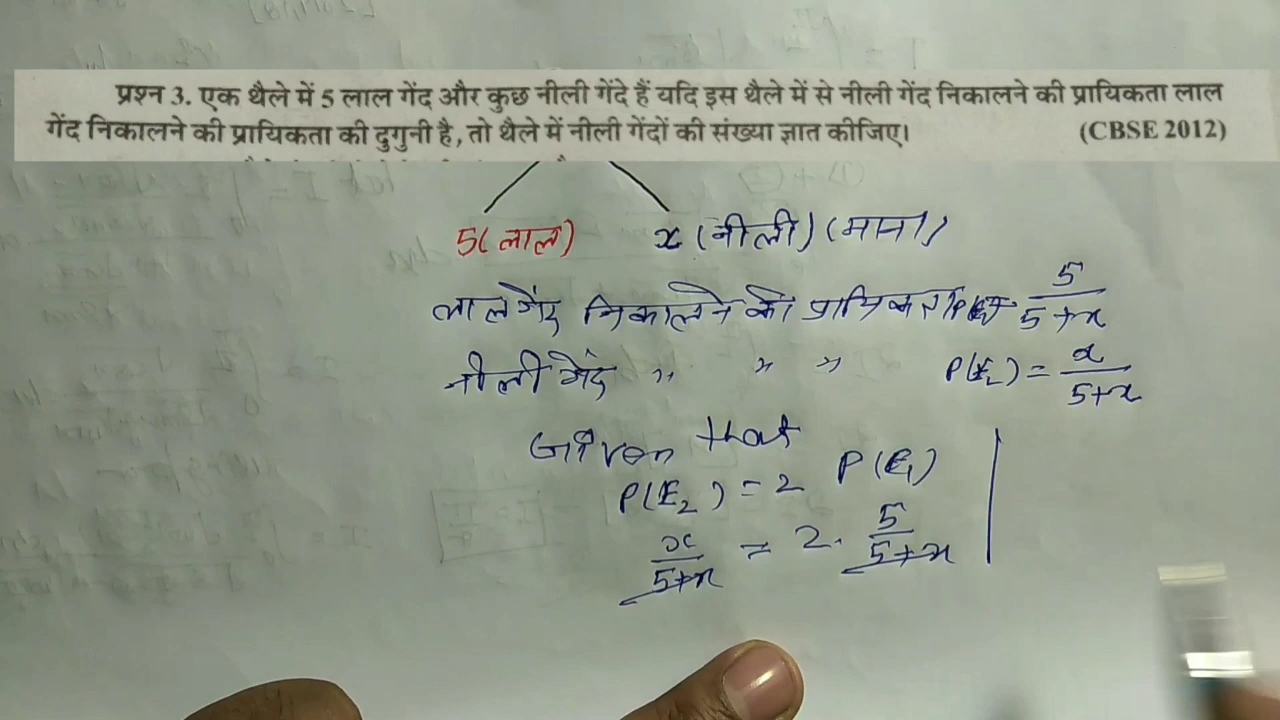 प्रश्न 3. एक थैले में 5 लाल गेंद और कुछ नीली गेंदे हैं यदि इस थैले में से नीली गेंद निकालने की प्रायिकता लाल
गेंद निकालने की प्रायिकता की दुगुनी है, तो थैले में नीली गेंदों की संख्या ज्ञात कीजिए। (CBSE 2012)
5(लाल) x (नीली) (माना)
लाल गेंद निकालने की प्रायिकता = 5/5+x
नीली गेंद " " " P(E₂) = x/5+x
Given that
P(E₂) = 2 P(E₁)
x/5+x = 2. 5/5+x